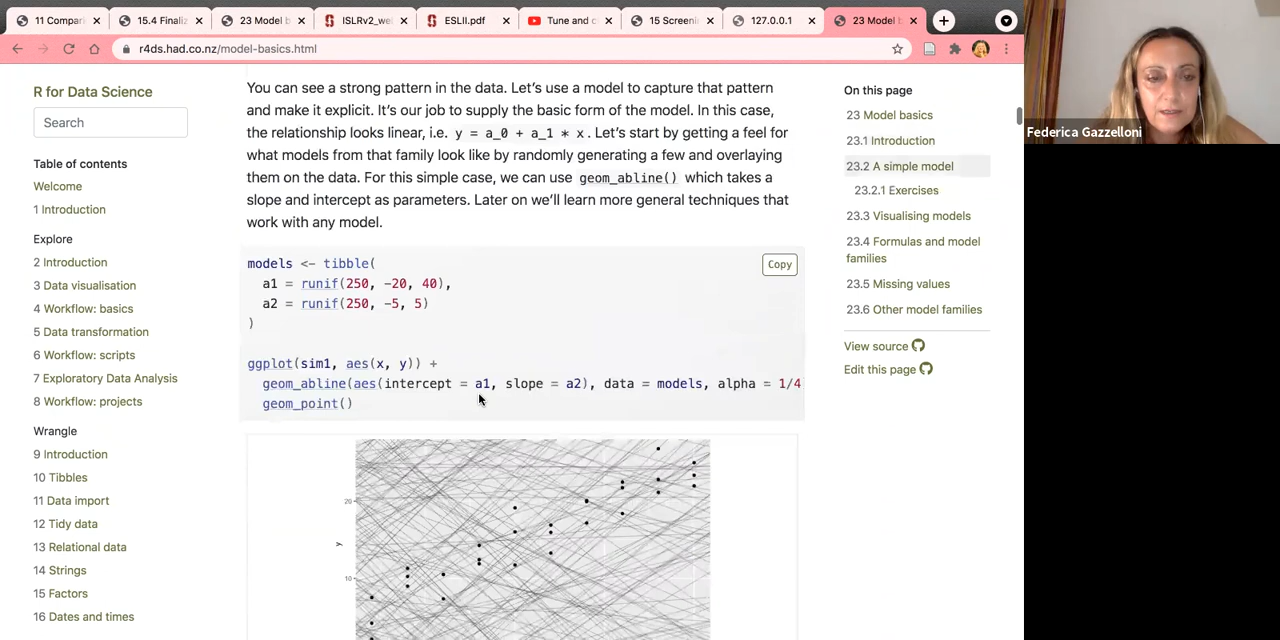 11 Compari
15.4 Finaliz
23 Model b
ISLRv2_we
ESLII.pdf
Tune and c
15 Screenin
127.0.0.1
23 Model b
r4ds.had.co.nz/model-basics.html
R for Data Science
Search
Table of contents
Welcome
1 Introduction
Explore
2 Introduction
3 Data visualisation
4 Workflow: basics
5 Data transformation
6 Workflow: scripts
7 Exploratory Data Analysis
8 Workflow: projects
Wrangle
9 Introduction
10 Tibbles
11 Data import
12 Tidy data
13 Relational data
14 Strings
15 Factors
16 Dates and times
You can see a strong pattern in the data. Let’s use a model to capture that pattern
and make it explicit. It’s our job to supply the basic form of the model. In this case,
the relationship looks linear, i.e. y = a_0 + a_1 * x. Let’s start by getting a feel for
what models from that family look like by randomly generating a few and overlaying
them on the data. For this simple case, we can use geom_abline() which takes a
slope and intercept as parameters. Later on we’ll learn more general techniques that
work with any model.
models <- tibble(
a1 = runif(250, -20, 40),
a2 = runif(250, -5, 5)
)
Copy
ggplot(sim1, aes(x, y)) +
geom_abline(aes(intercept = a1, slope = a2), data = models, alpha = 1/4
geom_point()
20
y
10
On this page
23 Model basics
23.1 Introduction
23.2 A simple model
23.2.1 Exercises
23.3 Visualising models
23.4 Formulas and model
families
23.5 Missing values
23.6 Other model families
View source
Edit this page
Federica Gazzelloni